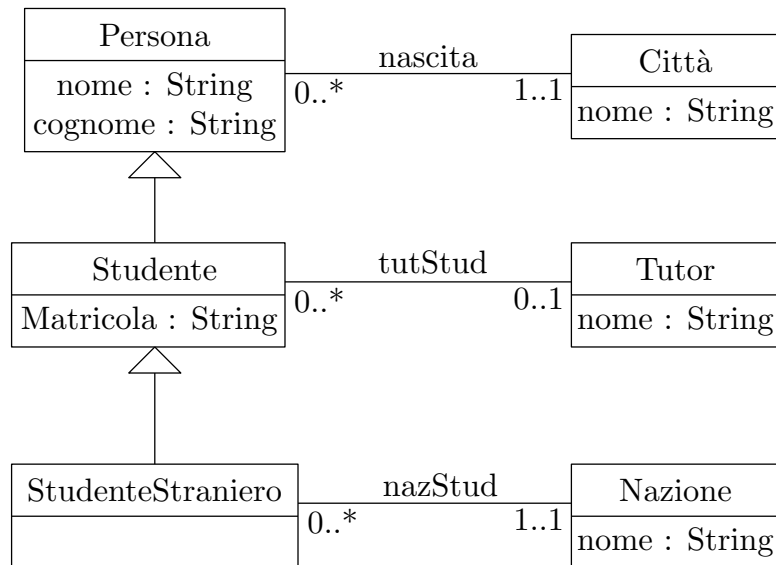 Persona
nome : String
cognome : String
nascita
0..*
1..1
Città
nome : String
Studente
Matricola : String
tutStud
0..*
0..1
Tutor
nome : String
StudenteStraniero
nazStud
0..*
1..1
Nazione
nome : String